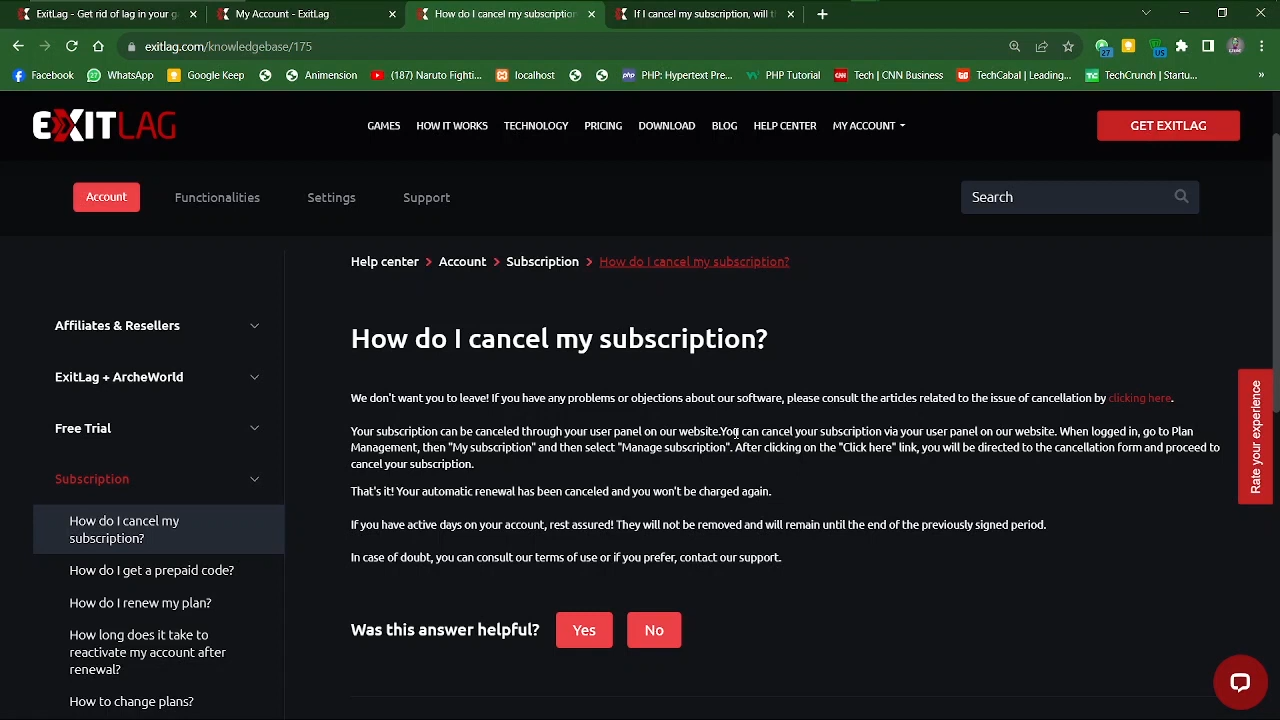 ExitLag - Get rid of lag in your g
My Account - ExitLag
How do I cancel my subscription
If I cancel my subscription, will t
exitlag.com/knowledgebase/175
27
US
Facebook
WhatsApp
Google Keep
Animension
(187) Naruto Fighti...
localhost
PHP: Hypertext Pre...
PHP Tutorial
Tech | CNN Business
TechCabal | Leading...
TechCrunch | Startu...
»
EXITLAG
GAMES
HOW IT WORKS
TECHNOLOGY
PRICING
DOWNLOAD
BLOG
HELP CENTER
MY ACCOUNT
GET EXITLAG
Account
Functionalities
Settings
Support
Search
Help center > Account > Subscription > How do I cancel my subscription?
Affiliates & Resellers
ExitLag + ArcheWorld
Free Trial
Subscription
How do I cancel my
subscription?
How do I get a prepaid code?
How do I renew my plan?
How long does it take to
reactivate my account after
renewal?
How to change plans?
How do I cancel my subscription?
We don't want you to leave! If you have any problems or objections about our software, please consult the articles related to the issue of cancellation by clicking here.
Your subscription can be canceled through your user panel on our website.You can cancel your subscription via your user panel on our website. When logged in, go to Plan
Management, then "My subscription" and then select "Manage subscription". After clicking on the "Click here" link, you will be directed to the cancellation form and proceed to
cancel your subscription.
That's it! Your automatic renewal has been canceled and you won't be charged again.
If you have active days on your account, rest assured! They will not be removed and will remain until the end of the previously signed period.
In case of doubt, you can consult our terms of use or if you prefer, contact our support.
Was this answer helpful?
Yes
No
Rate your experience